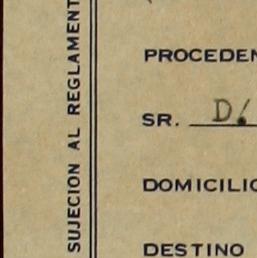 SUJECION AL REGLAMENT
PROCEDEN
SR. D.
DOMICILIO
DESTINO